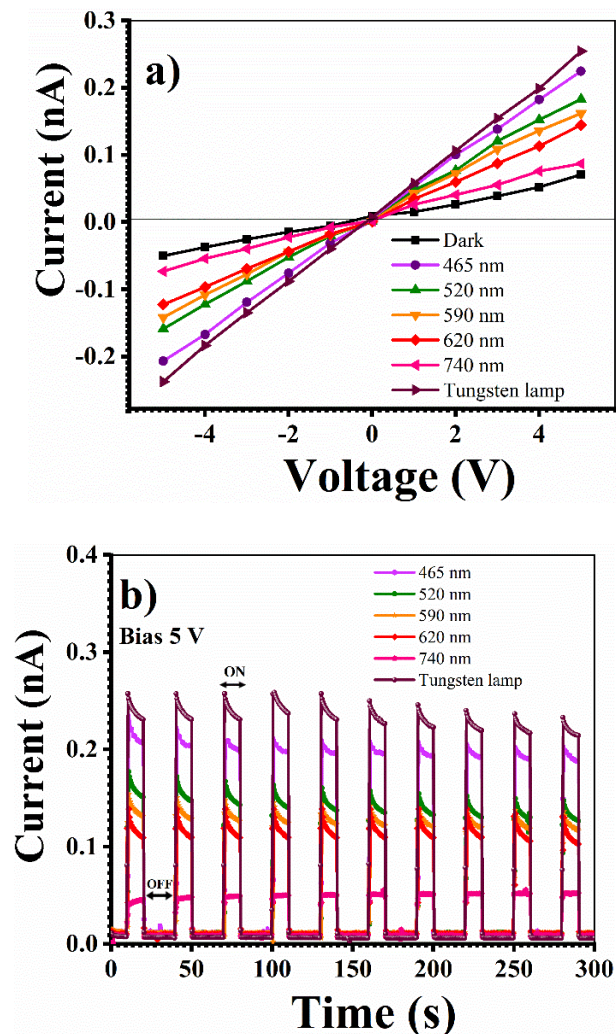 a)
0.3
0.2
0.1
0.0
-0.1
-0.2
Current (nA)
Dark
465 nm
520 nm
590 nm
620 nm
740 nm
Tungsten lamp
-4 -2 0 2 4
Voltage (V)
b)
Bias 5 V
0.4
0.3
0.2
0.1
0.0
Current (nA)
465 nm
520 nm
590 nm
620 nm
740 nm
Tungsten lamp
ON
OFF
0 50 100 150 200 250 300
Time (s)